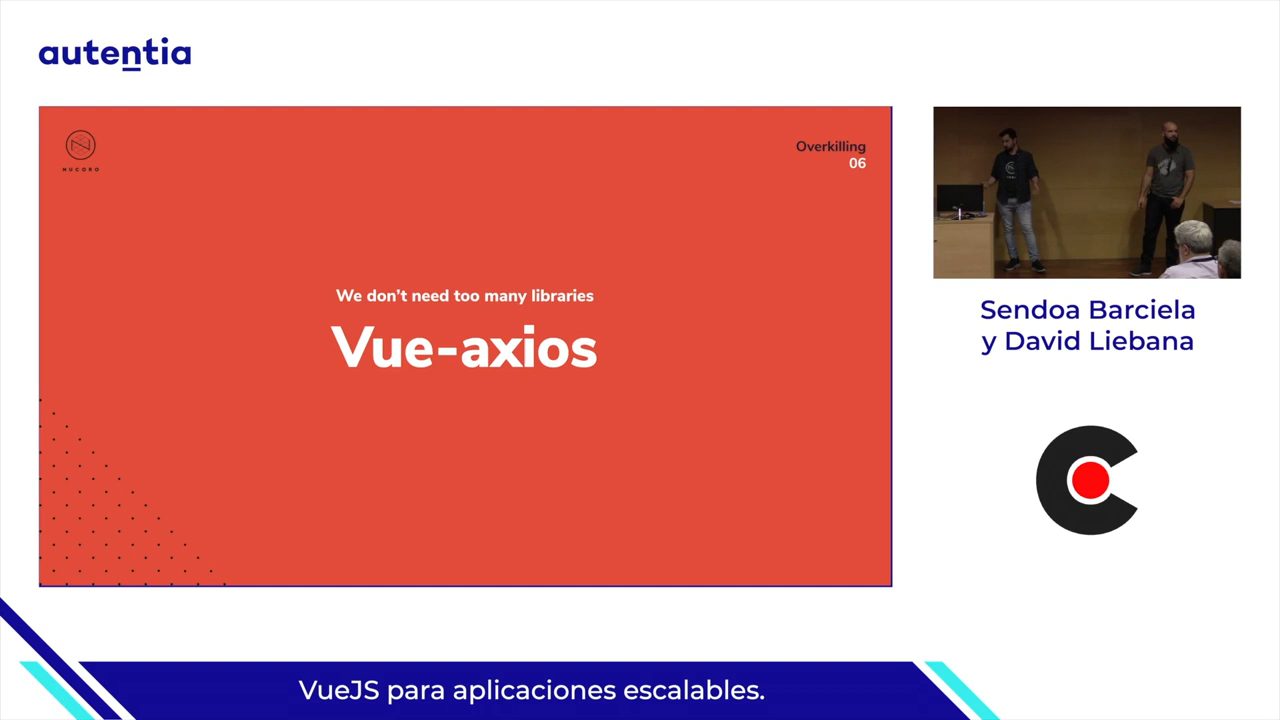 autentia
NUCORO
Overkilling
06
We don't need too many libraries
Vue-axios
Sendoa Barciela
y David Liebana
VueJS para aplicaciones escalables.